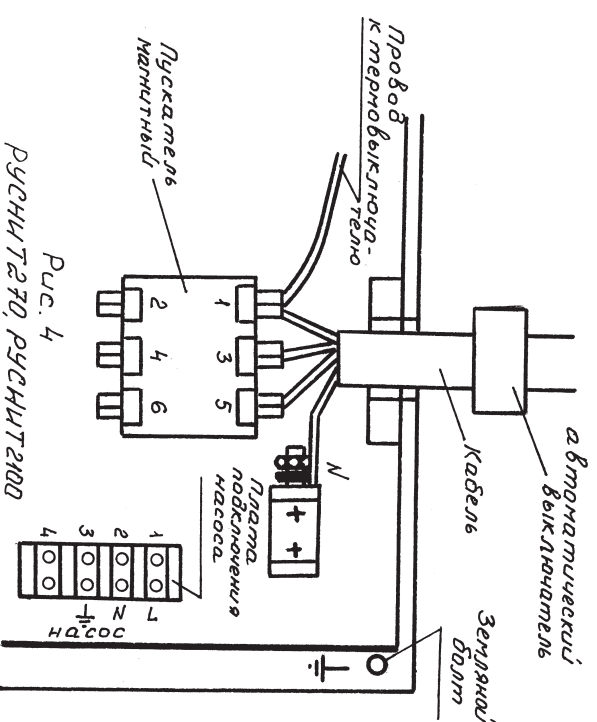 Провод
к термовыключа-
телю
Пускатель
магнитный
автоматический
выключатель
Кабель
Земляной
болт
1 3 5
2 4 6
N
+ +
Плата
подключения
насоса
1 2 3 4
L N
насос
Рис. 4
РУСНИТ270, РУСНИТ2100